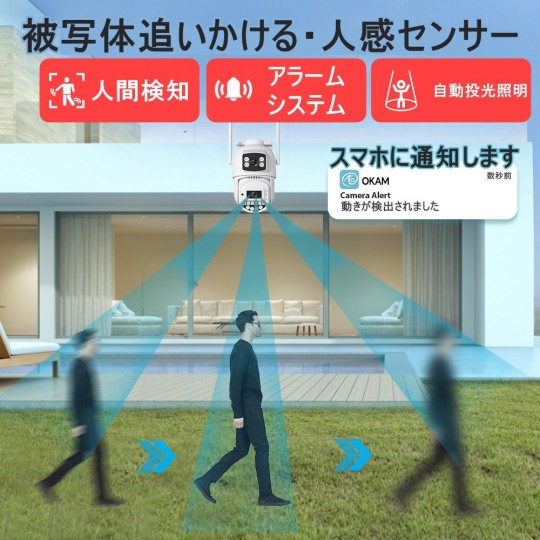 被写体追いかける・人感センサー
人間検知
アラーム
システム
自動投光照明
スマホに通知します
OKAM
数秒前
Camera Alert
動きが検出されました